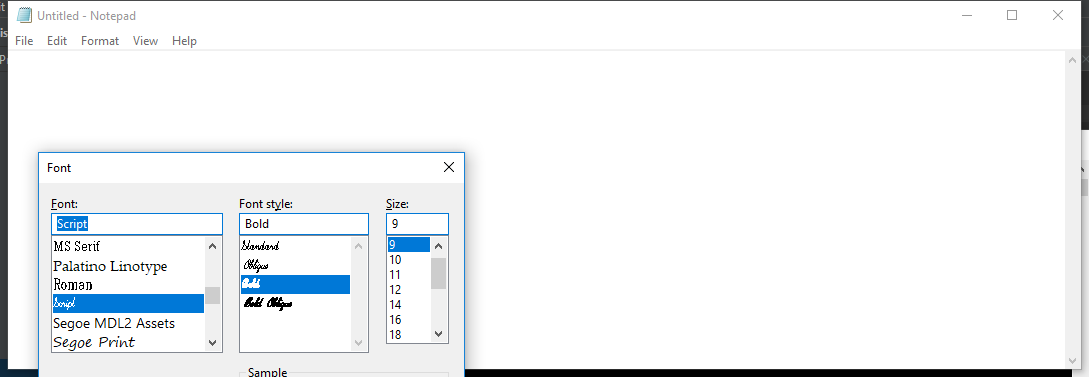 Untitled - Notepad
File Edit Format View Help
Font
Font: Font style: Size:
Script Bold 9
MS Serif
Palatino Linotype
Roman
Script
Segoe MDL2 Assets
Segoe Print
Standard
Oblique
Bold
Bold Oblique
9
10
11
12
14
16
18
Sample